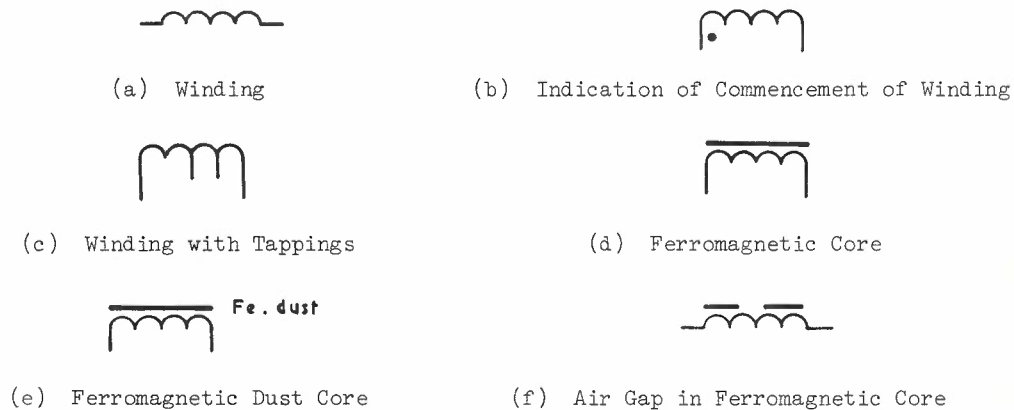 (a) Winding
(b) Indication of Commencement of Winding
(c) Winding with Tappings
(d) Ferromagnetic Core
Fe. dust
(e) Ferromagnetic Dust Core
(f) Air Gap in Ferromagnetic Core